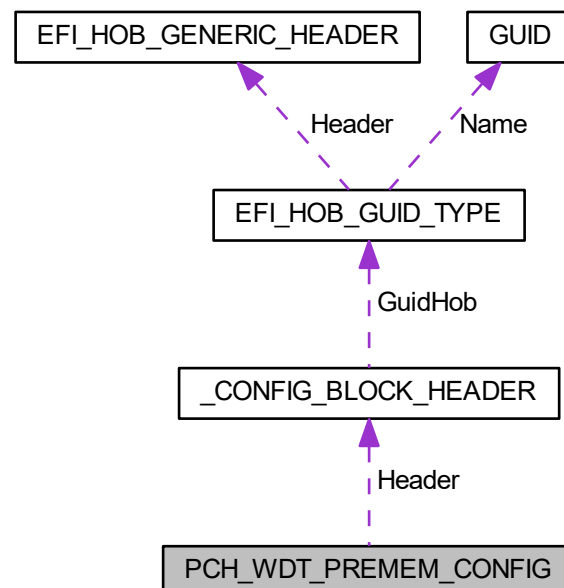 EFI_HOB_GENERIC_HEADER
GUID
Header
Name
EFI_HOB_GUID_TYPE
GuidHob
_CONFIG_BLOCK_HEADER
Header
PCH_WDT_PREMEM_CONFIG